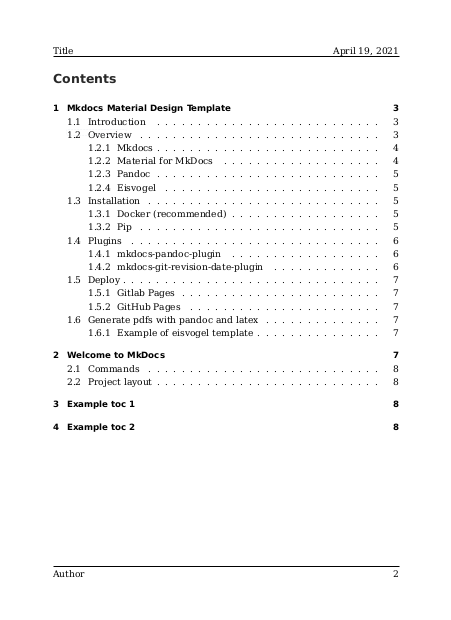 Title April 19, 2021
Contents
1 Mkdocs Material Design Template 3
1.1 Introduction . . . . . . . . . . . . . . . . . . . . . . 3
1.2 Overview . . . . . . . . . . . . . . . . . . . . . . . . 3
1.2.1 Mkdocs . . . . . . . . . . . . . . . . . . . . . . 4
1.2.2 Material for MkDocs . . . . . . . . . . . . . . . 4
1.2.3 Pandoc . . . . . . . . . . . . . . . . . . . . . . 5
1.2.4 Eisvogel . . . . . . . . . . . . . . . . . . . . . 5
1.3 Installation . . . . . . . . . . . . . . . . . . . . . . 5
1.3.1 Docker (recommended) . . . . . . . . . . . . . . 5
1.3.2 Pip . . . . . . . . . . . . . . . . . . . . . . . . 5
1.4 Plugins . . . . . . . . . . . . . . . . . . . . . . . . 6
1.4.1 mkdocs-pandoc-plugin . . . . . . . . . . . . . . 6
1.4.2 mkdocs-git-revision-date-plugin . . . . . . . . . 6
1.5 Deploy . . . . . . . . . . . . . . . . . . . . . . . . . 7
1.5.1 Gitlab Pages . . . . . . . . . . . . . . . . . . . 7
1.5.2 GitHub Pages . . . . . . . . . . . . . . . . . . 7
1.6 Generate pdfs with pandoc and latex . . . . . . . . . . 7
1.6.1 Example of eisvogel template . . . . . . . . . . . 7
2 Welcome to MkDocs 7
2.1 Commands . . . . . . . . . . . . . . . . . . . . . . . 8
2.2 Project layout . . . . . . . . . . . . . . . . . . . . . 8
3 Example toc 1 8
4 Example toc 2 8
Author 2